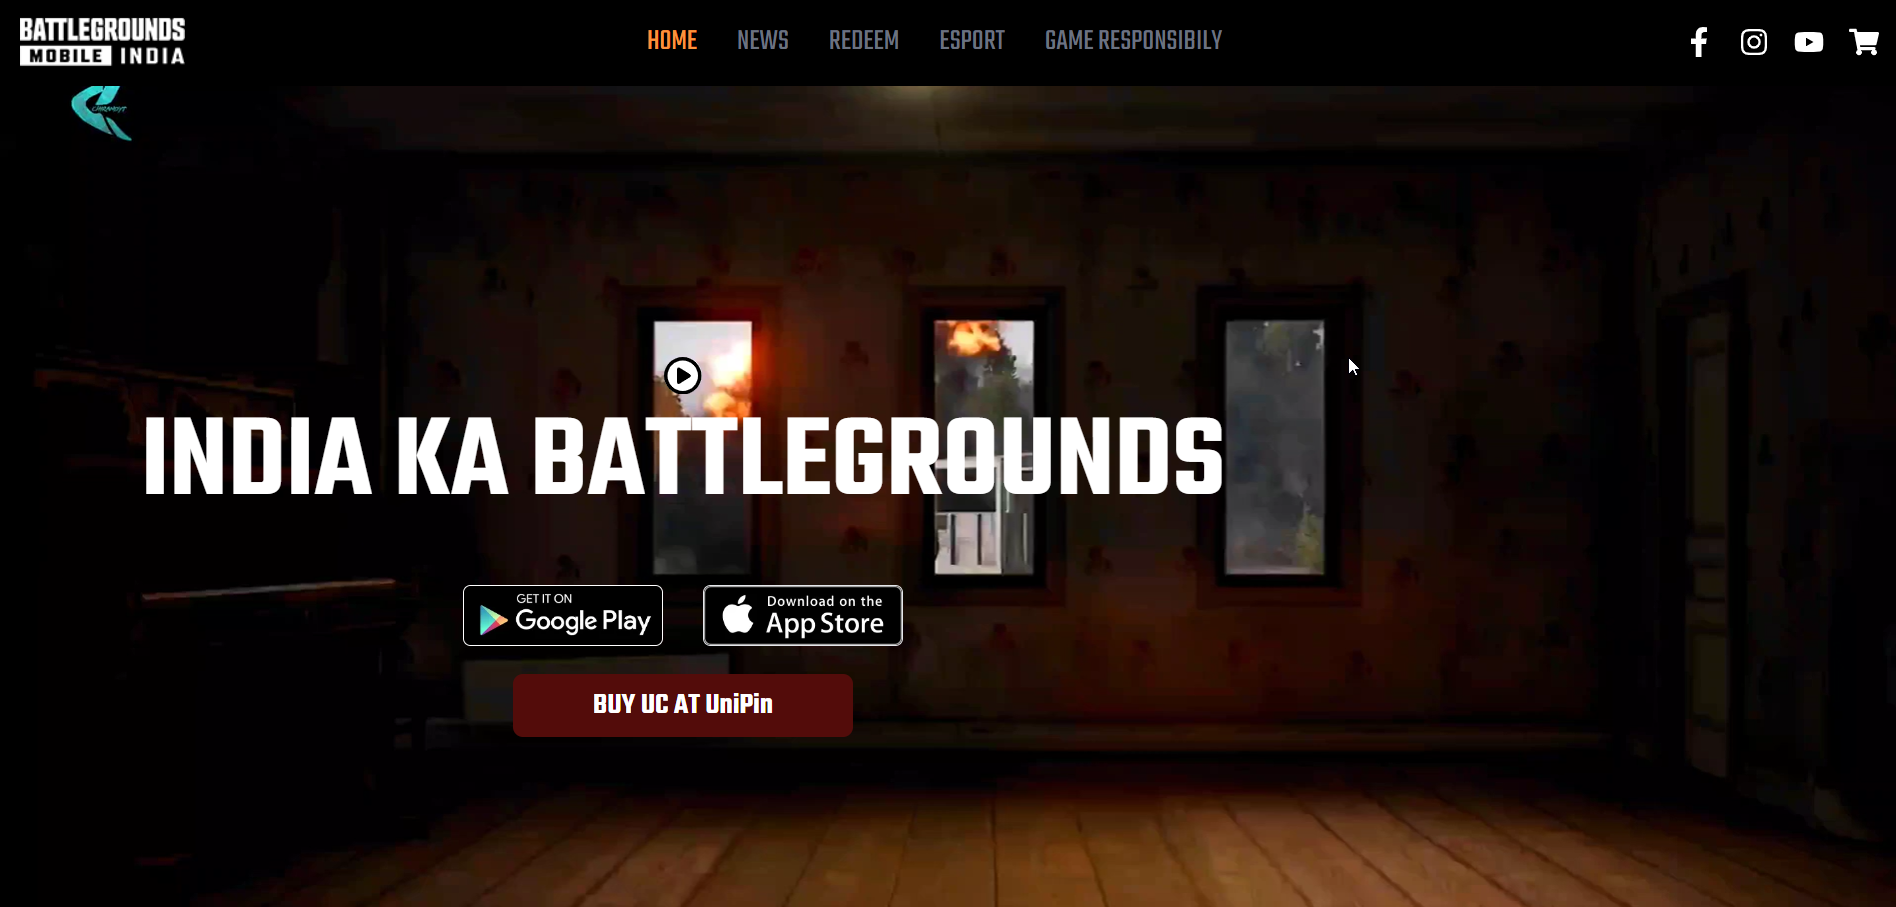 BATTLEGROUNDS
MOBILE INDIA
HOME NEWS REDEEM ESPORT GAME RESPONSIBILY
INDIA KA BATTLEGROUNDS
GET IT ON
Google Play
Download on the
App Store
BUY UC AT UniPin